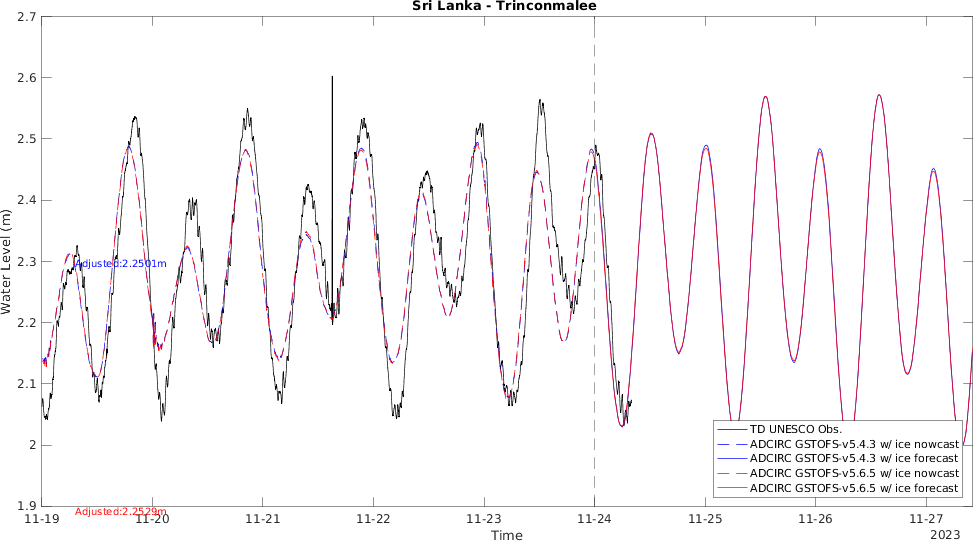 Sri Lanka - Trinconmalee
2.7
2.6
2.5
2.4
2.3
2.2
2.1
2
1.9
Water Level (m)
Adjusted:2.2501m
Adjusted:2.2529m
TD UNESCO Obs.
ADCIRC GSTOFS-v5.4.3 w/ ice nowcast
ADCIRC GSTOFS-v5.4.3 w/ ice forecast
ADCIRC GSTOFS-v5.6.5 w/ ice nowcast
ADCIRC GSTOFS-v5.6.5 w/ ice forecast
11-19 11-20 11-21 11-22 11-23 11-24 11-25 11-26 11-27
Time
2023